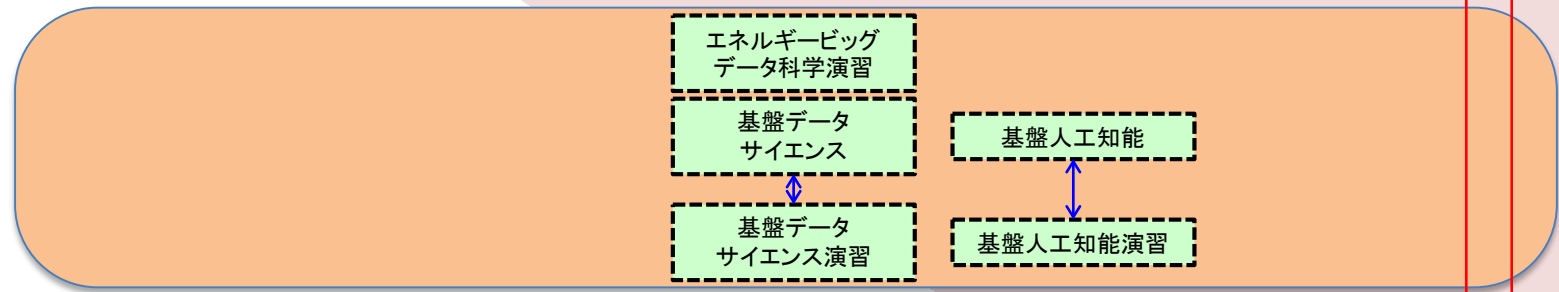 エネルギービッグ
データ科学演習
基盤データ
サイエンス
基盤人工知能
基盤データ
サイエンス演習
基盤人工知能演習